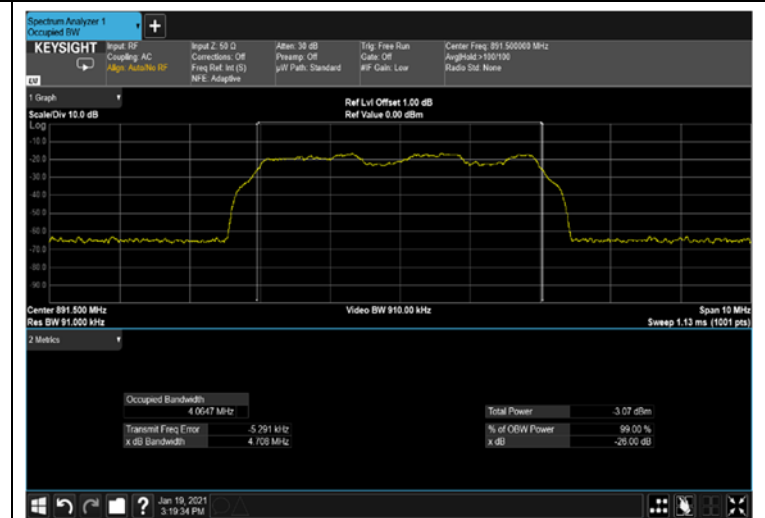 Spectrum Analyzer 1
Occupied BW
+
KEYSIGHT
Input: RF
Coupling: AC
Align: Auto/No RF
Input Z: 50 Ω
Corrections: Off
Freq Ref: Int (S)
NFE: Adaptive
Atten: 30 dB
Preamp: Off
µW Path: Standard
Trig: Free Run
Gate: Off
#IF Gain: Low
Center Freq: 891.500000 MHz
Avg|Hold:>100/100
Radio Std: None
1 Graph
Scale/Div 10.0 dB
Ref Lvl Offset 1.00 dB
Ref Value 0.00 dBm
Log
-10.0
-20.0
-30.0
-40.0
-50.0
-60.0
-70.0
-80.0
-90.0
Center 891.500 MHz
Res BW 91.000 kHz
Video BW 910.00 kHz
Span 10 MHz
Sweep 1.13 ms (1001 pts)
2 Metrics
Occupied Bandwidth
4.0647 MHz
Transmit Freq Error -5.291 kHz
x dB Bandwidth 4.708 MHz
Total Power -3.07 dBm
% of OBW Power 99.00 %
x dB -26.00 dB
?
Jan 19, 2021
3:19:34 PM